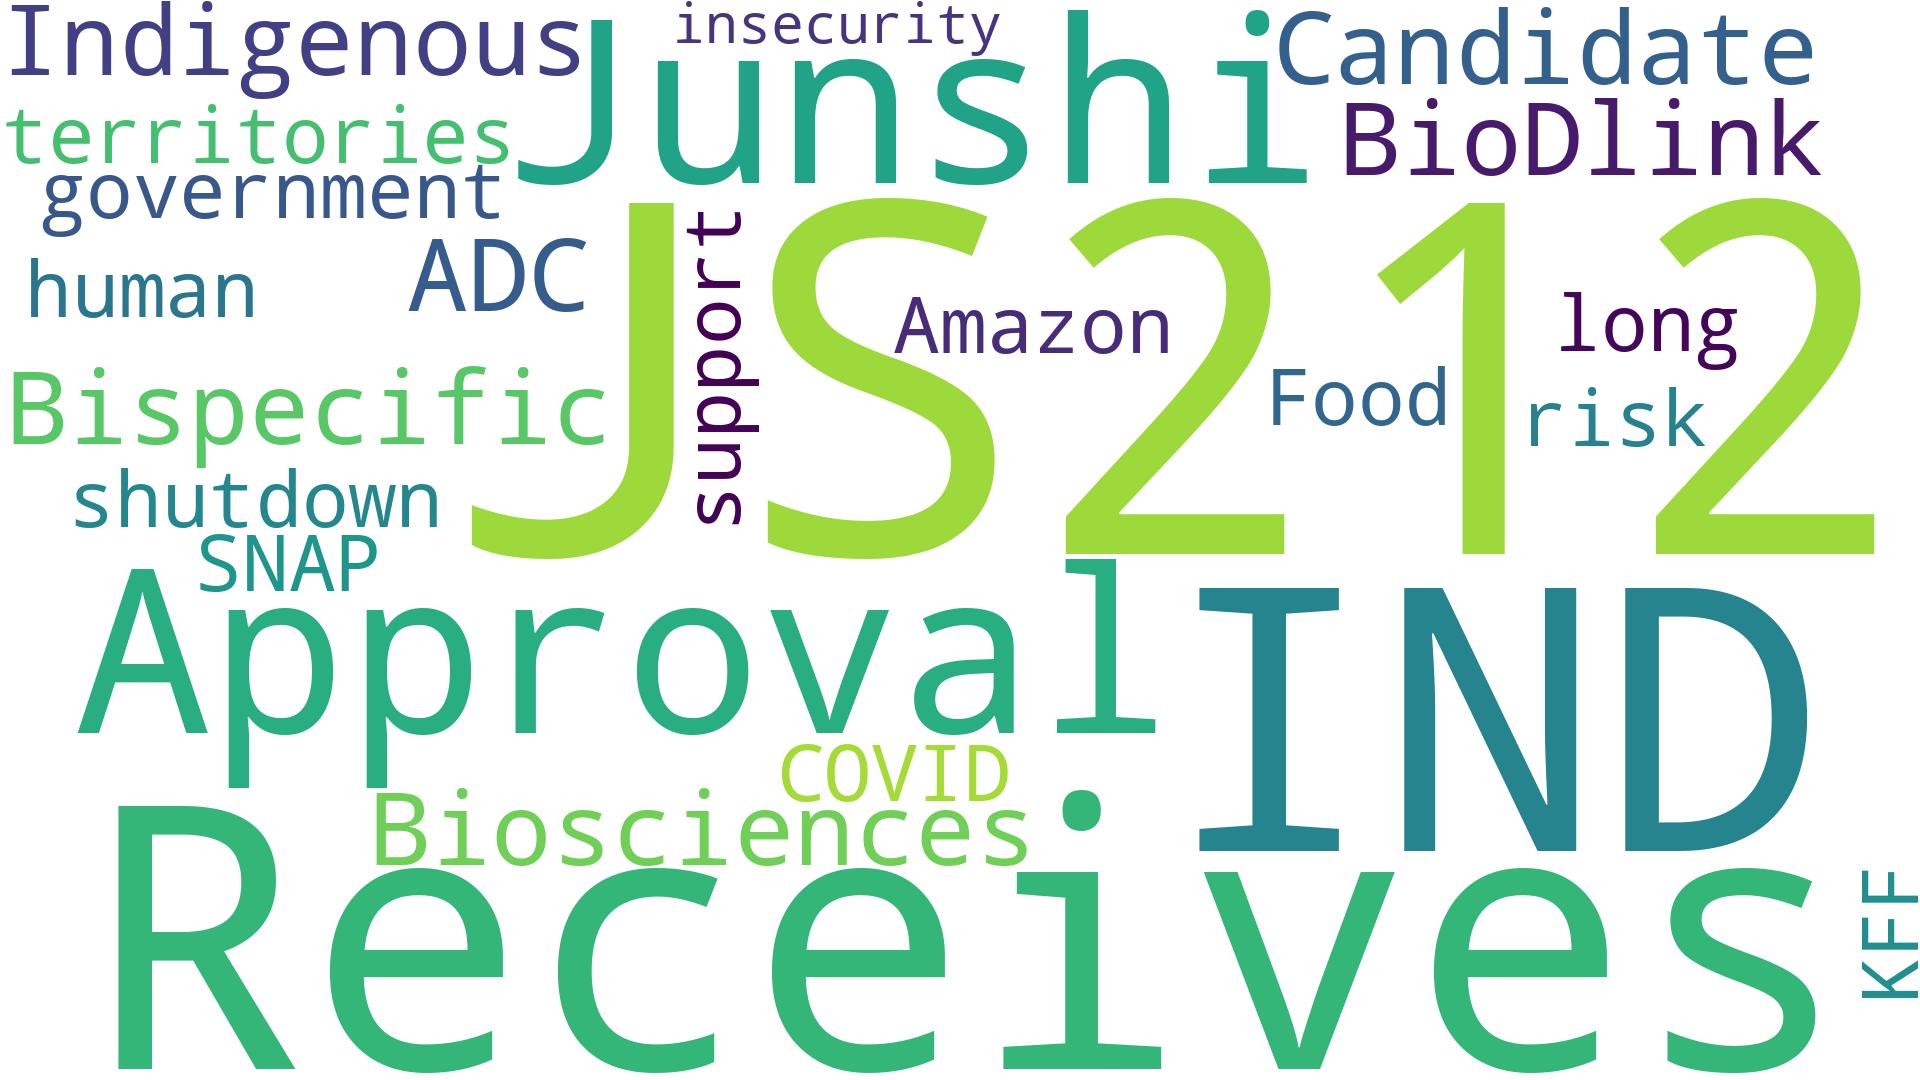 Indigenous
insecurity
Junshi
Candidate
territories
BioDlink
government
JS212
support
human
ADC
Amazon
long
Bispecific
Food
risk
shutdown
SNAP
Approval
IND
COVID
Biosciences
Receives
KFF